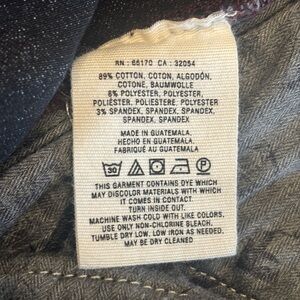 RN : 66170 CA : 32054
89% COTTON, COTON, ALGODÓN,
COTONE, BAUMWOLLE
8% POLYESTER, POLYESTER,
POLIÉSTER, POLIESTERE, POLYESTER
3% SPANDEX, SPANDEX, SPANDEX,
SPANDEX, SPANDEX
MADE IN GUATEMALA.
HECHO EN GUATEMALA.
FABRIQUÉ AU GUATEMALA
30
P
THIS GARMENT CONTAINS DYE WHICH
MAY DISCOLOR MATERIALS WITH WHICH
IT COMES IN CONTACT.
TURN INSIDE OUT.
MACHINE WASH COLD WITH LIKE COLORS.
USE ONLY NON-CHLORINE BLEACH.
TUMBLE DRY LOW. LOW IRON AS NEEDED.
MAY BE DRY CLEANED